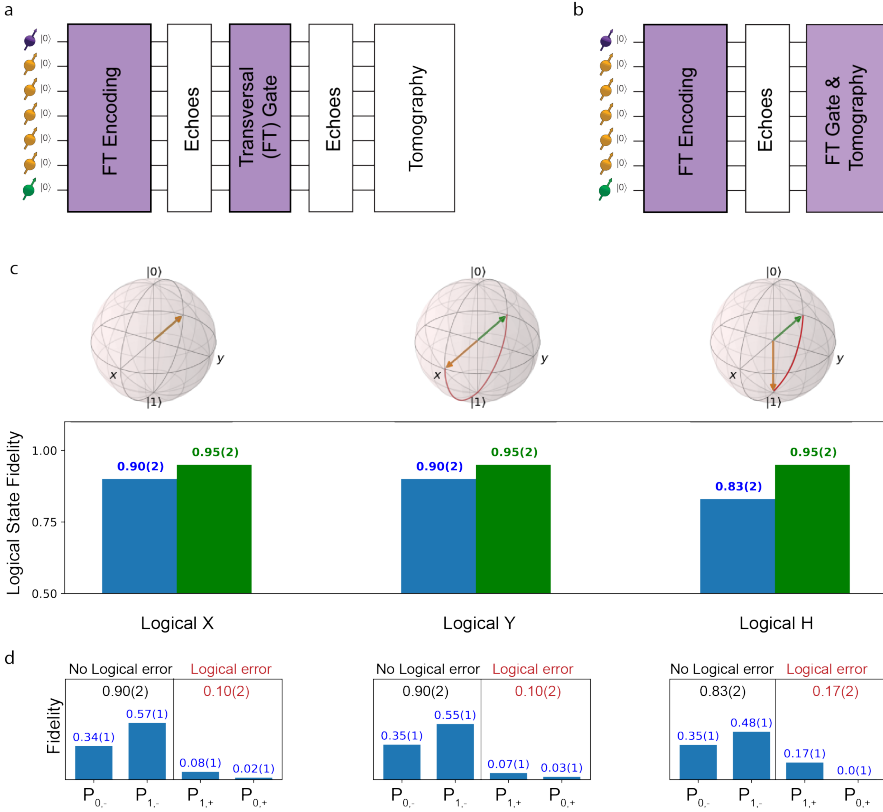 a
|0⟩
|0⟩
|0⟩
|0⟩
|0⟩
|0⟩
|0⟩
FT Encoding
Echoes
Transversal
(FT) Gate
Echoes
Tomography
b
|0⟩
|0⟩
|0⟩
|0⟩
|0⟩
|0⟩
|0⟩
FT Encoding
Echoes
FT Gate &
Tomography
c
|0⟩
x
y
|1⟩
|0⟩
x
y
|1⟩
|0⟩
x
y
|1⟩
Logical State Fidelity
1.00
0.75
0.50
0.90(2)
0.95(2)
0.90(2)
0.95(2)
0.83(2)
0.95(2)
Logical X
Logical Y
Logical H
d
Fidelity
No Logical error
Logical error
0.90(2)
0.10(2)
0.34(1)
0.57(1)
0.08(1)
0.02(1)
P0,-
P1,-
P1,+
P0,+
No Logical error
Logical error
0.90(2)
0.10(2)
0.35(1)
0.55(1)
0.07(1)
0.03(1)
P0,-
P1,-
P1,+
P0,+
No Logical error
Logical error
0.83(2)
0.17(2)
0.35(1)
0.48(1)
0.17(1)
0.0(1)
P0,-
P1,-
P1,+
P0,+